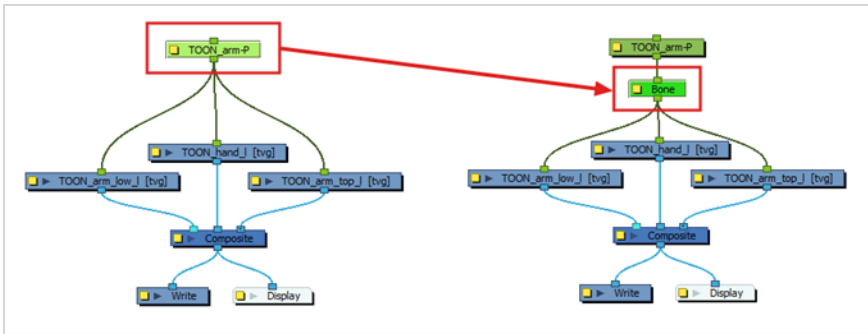 TOON_arm-P
TOON_hand_l [tvg]
TOON_arm_low_l [tvg]
TOON_arm_top_l [tvg]
Composite
Write
Display
TOON_arm-P
Bone
TOON_hand_l [tvg]
TOON_arm_low_l [tvg]
TOON_arm_top_l [tvg]
Composite
Write
Display